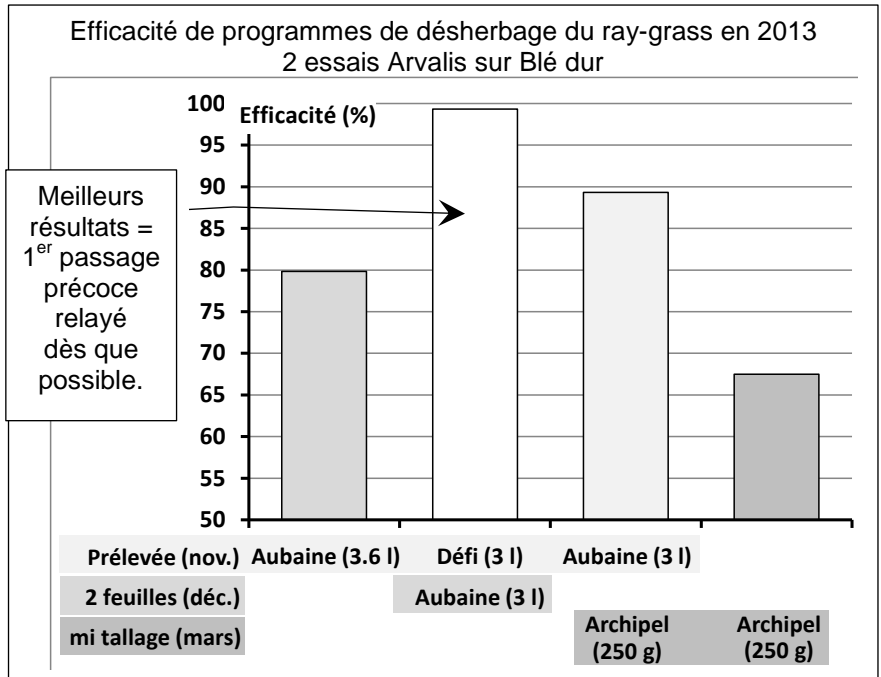 Efficacité de programmes de désherbage du ray-grass en 2013
2 essais Arvalis sur Blé dur
Efficacité (%)
100
95
90
85
80
75
70
65
60
55
50
Meilleurs
résultats =
1er passage
précoce
relayé
dès que
possible.
Prélevée (nov.) Aubaine (3.6 l) Défi (3 l) Aubaine (3 l)
2 feuilles (déc.) Aubaine (3 l)
mi tallage (mars) Archipel (250 g) Archipel (250 g)